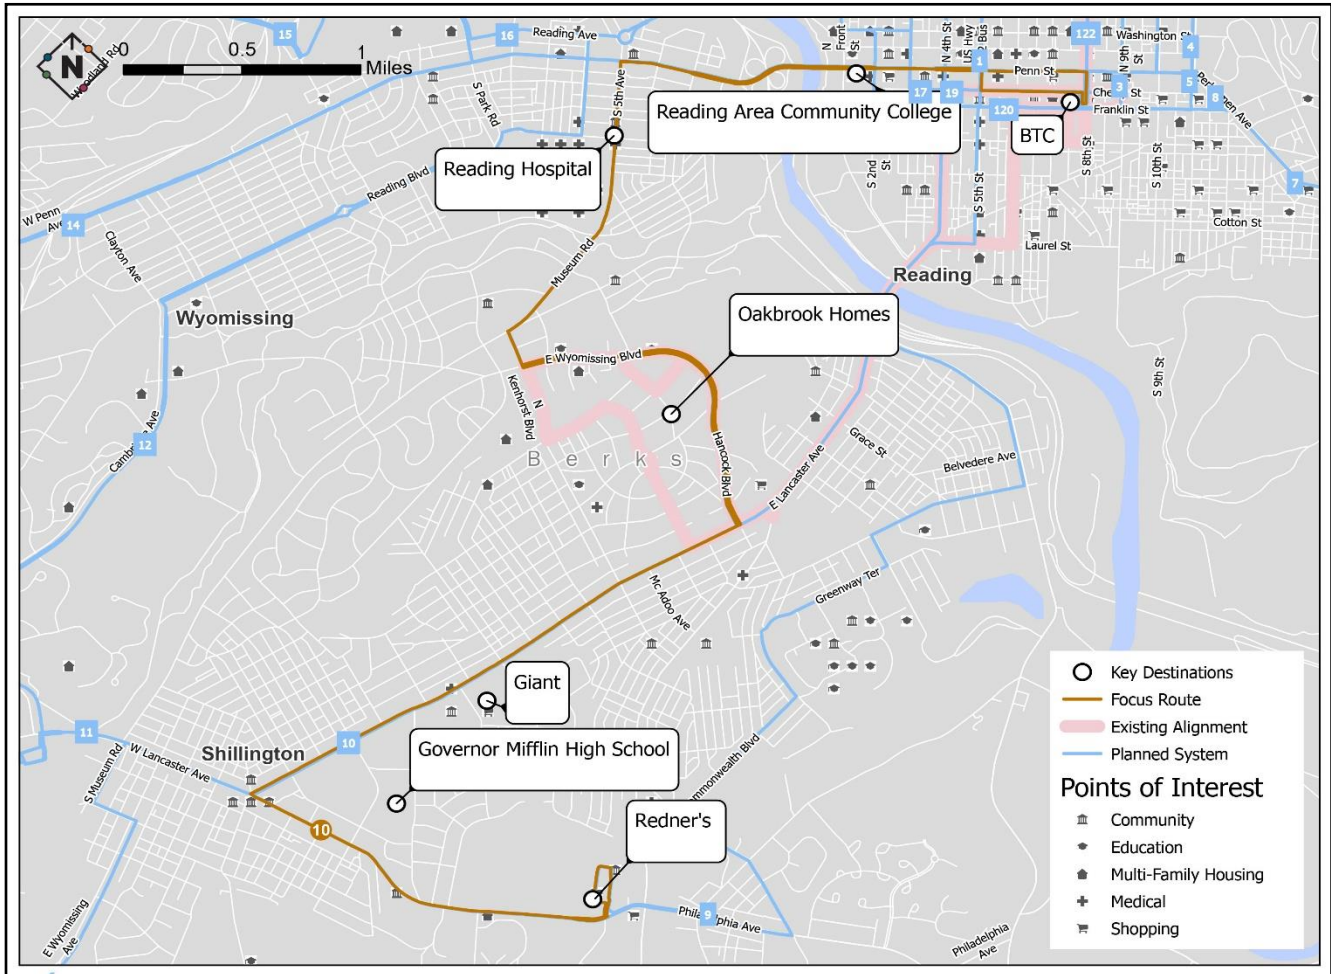 N
0
0.5
1
Miles
Woodland Rd
15
16
Reading Ave
N
Front
St
N 4th St
US Hwy
1
122
Washington St
N 9th
St
4
Penn St
5
3
8
17
19
120
Franklin St
S Park Rd
S 5th Ave
Reading Area Community College
BTC
Reading Hospital
S 2nd
St
S 5th St
S 8th St
S 10th St
7
Cotton St
Laurel St
W Penn
Ave
14
Reading Blvd
Clayton Ave
Museum Rd
Reading
Wyomissing
Oakbrook Homes
E Wyomissing Blvd
N
Kenhorst Blvd
S 9th St
12
Hancock Blvd
Grace St
Berks
Belvedere Ave
E Lancaster Ave
Mc Adoo Ave
Greenway Ter
Giant
11
10
Governor Mifflin High School
Shillington
W Lancaster Ave
S Museum Rd
Redner's
10
9
E Wyomissing
Ave
Philadelphia
Ave
Key Destinations
Focus Route
Existing Alignment
Planned System
Points of Interest
Community
Education
Multi-Family Housing
Medical
Shopping